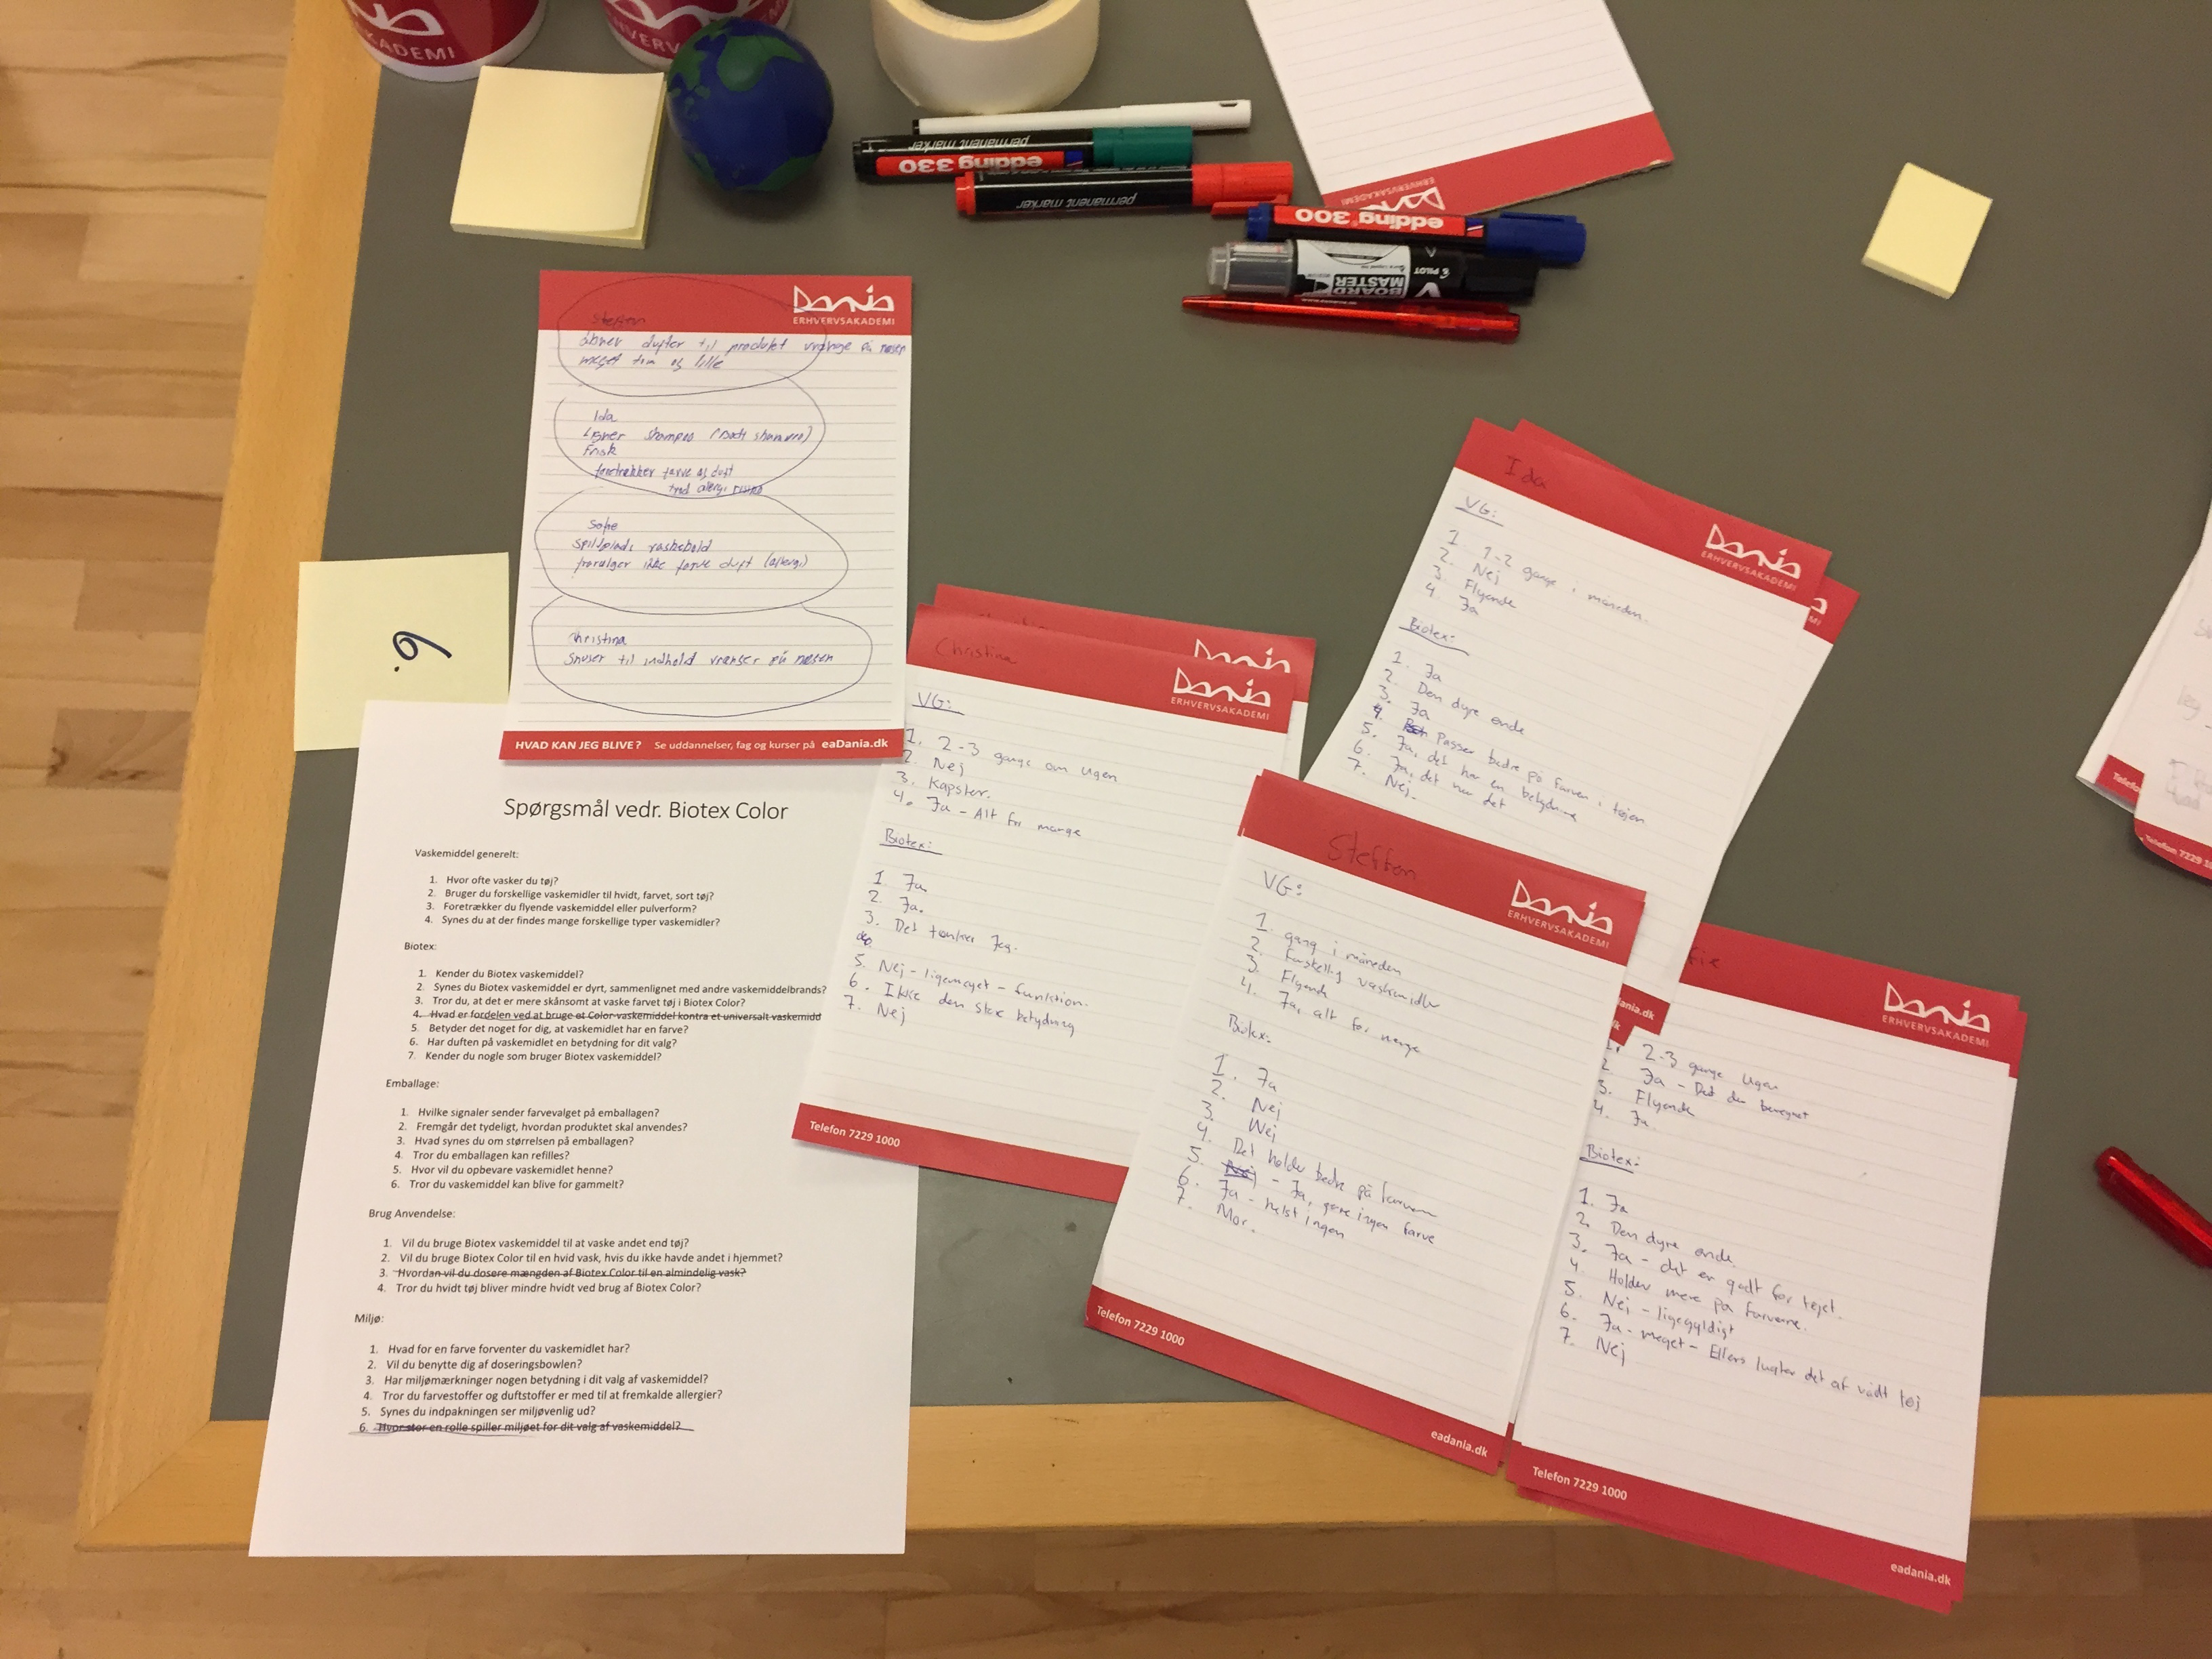 KADEMI
HVERV
permanent marker
edding 330
permanent marker
edding 300
V BOARD MASTER
PILOT
Dania
ERHVERVSAKADEMI
Dania
ERHVERVSAKADEMI
Steffen
åbner dufter til produkt vrænge på næsen
meget tom og lille
Ida
Ligner shampoo
Frisk
foretrækker farve og duft
trod allergi
Sofie
Spildplads vaskebold
fravælger ikke farve duft (allergi)
Christina
Snuser til indhold vrænser på næsen
HVAD KAN JEG BLIVE? Se uddannelser, fag og kurser på eaDania.dk
6.
Spørgsmål vedr. Biotex Color
Vaskemiddel generelt:
1. Hvor ofte vasker du tøj?
2. Bruger du forskellige vaskemidler til hvidt, farvet, sort tøj?
3. Foretrækker du flyende vaskemiddel eller pulverform?
4. Synes du at der findes mange forskellige typer vaskemidler?
Biotex:
1. Kender du Biotex vaskemiddel?
2. Synes du Biotex vaskemiddel er dyrt, sammenlignet med andre vaskemiddelbrands?
3. Tror du, at det er mere skånsomt at vaske farvet tøj i Biotex Color?
4. Hvad er fordelen ved at bruge et Color vaskemiddel kontra et universalt vaskemidd
5. Betyder det noget for dig, at vaskemidlet har en farve?
6. Har duften på vaskemidlet en betydning for dit valg?
7. Kender du nogle som bruger Biotex vaskemiddel?
Emballage:
1. Hvilke signaler sender farvevalget på emballagen?
2. Fremgår det tydeligt, hvordan produktet skal anvendes?
3. Hvad synes du om størrelsen på emballagen?
4. Tror du emballagen kan refilles?
5. Hvor vil du opbevare vaskemidlet henne?
6. Tror du vaskemiddel kan blive for gammelt?
Brug Anvendelse:
1. Vil du bruge Biotex vaskemiddel til at vaske andet end tøj?
2. Vil du bruge Biotex Color til en hvid vask, hvis du ikke havde andet i hjemmet?
3. Hvordan vil du dosere mængden af Biotex Color til en almindelig vask?
4. Tror du hvidt tøj bliver mindre hvidt ved brug af Biotex Color?
Miljø:
1. Hvad for en farve forventer du vaskemidlet har?
2. Vil du benytte dig af doseringsbowlen?
3. Har miljømærkninger nogen betydning i dit valg af vaskemiddel?
4. Tror du farvestoffer og duftstoffer er med til at fremkalde allergier?
5. Synes du indpakningen ser miljøvenlig ud?
6. Hvor stor en rolle spiller miljøet for dit valg af vaskemiddel?
Dania
Christina
Dania
ERHVERVSAKADEMI
VG:
1. 2-3 gange om ugen
2. Nej
3. Kapsler.
4. Ja - Alt for mange
Biotex:
1. Ja
2. Ja.
3. Det tænker jeg.
5. Nej - ligemeget - funktion.
6. Ikke den store betydning
7. Nej
Telefon 7229 1000
Ida
Dania
ERHVERVSAKADEMI
VG:
1 1-2 gange i måneden.
2. Nej
3. Flyende
4. Ja
Biotex:
1. Ja
2. Den dyre ende
3. Ja
4. Passer bedre på farven i tøjen
5. Ja, det har en betydning
6. Ja, det har det
7. Nej.
Steffen
Dania
ERHVERVSAKADEMI
VG:
1. gang i måneden
2. Forskellig vaskemidler
3. Flyende
4. Ja, alt for mange
Biotex:
1. Ja
2. Nej
3. Nej
4. Det holder bedre på farven
5. Nej - Ja, gøre ingen farve
6. Ja - helst ingen
7. Mor.
Telefon 7229 1000
eadania.dk
ania.dk
fie
Dania
ERHVERVSAKADEMI
1. 2-3 gange ugen
2. Ja - Det der beregnet
3. Flyende
4. Ja
Biotex:
1. Ja
2. Den dyre ende
3. Ja - det er godt for tøjet.
4. Holder mere på farverne.
5. Nej - ligegyldigt
6. Ja - meget - Ellers lugter det af vådt tøj
7. Nej
Telefon 7229 1000
eadania.dk
Telefo
Telefon 7229 1